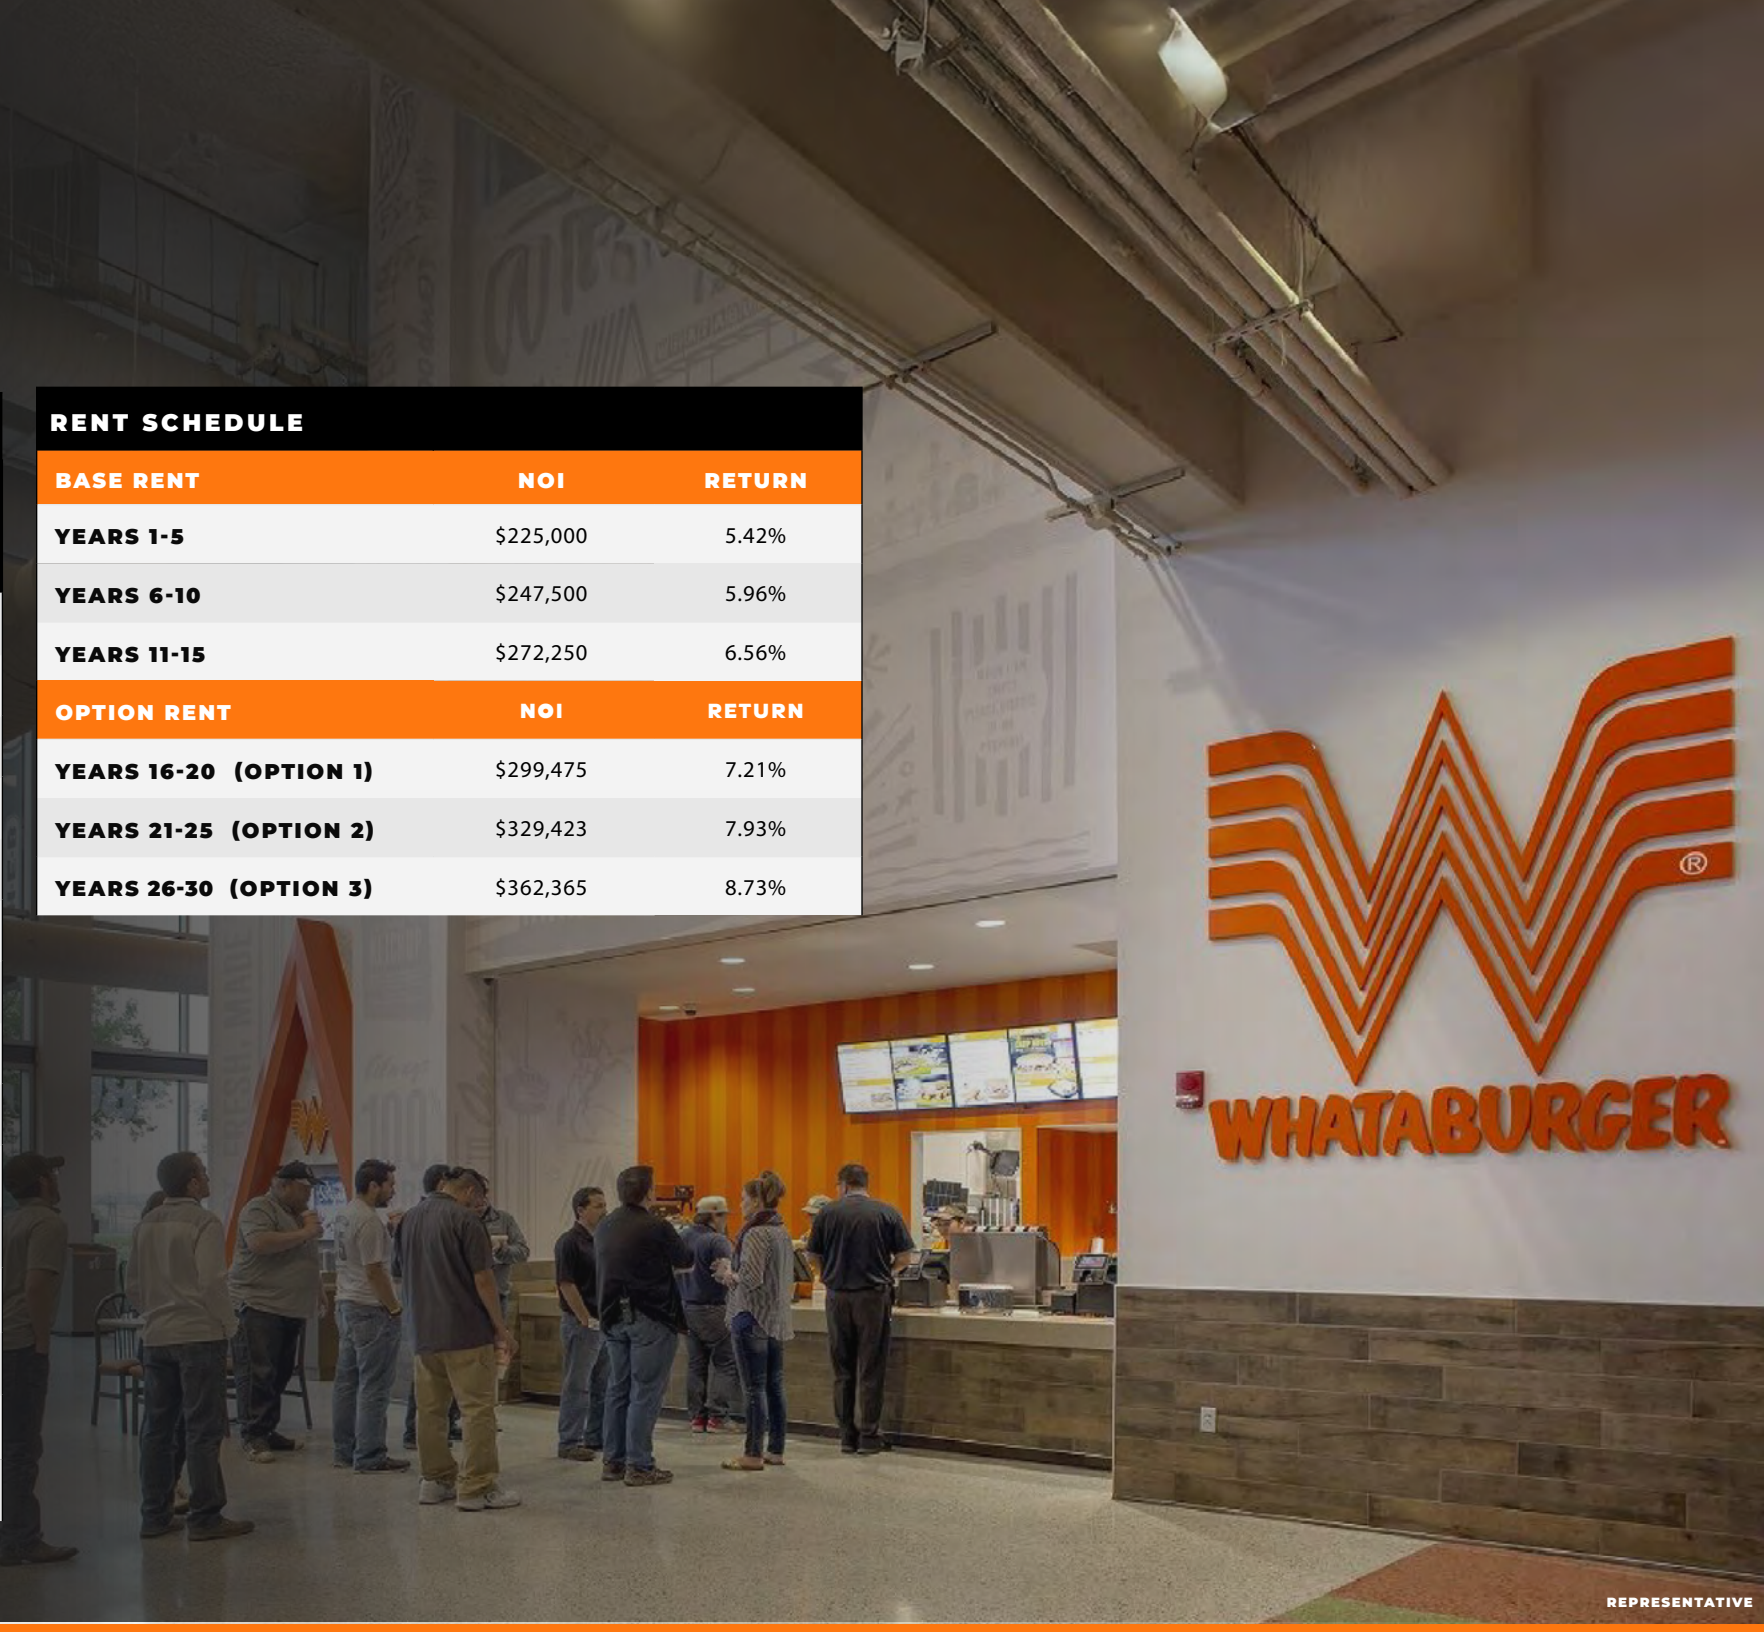 RENT SCHEDULE
BASE RENT NOI RETURN
YEARS 1-5 $225,000 5.42%
YEARS 6-10 $247,500 5.96%
YEARS 11-15 $272,250 6.56%
OPTION RENT NOI RETURN
YEARS 16-20 (OPTION 1) $299,475 7.21%
YEARS 21-25 (OPTION 2) $329,423 7.93%
YEARS 26-30 (OPTION 3) $362,365 8.73%
®
WHATABURGER
REPRESENTATIVE